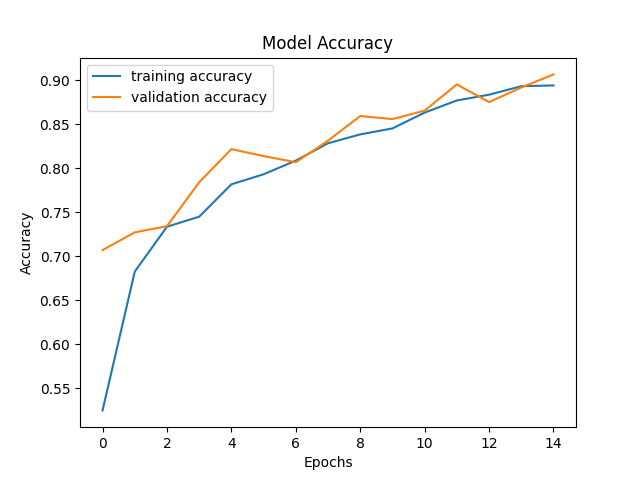 Model Accuracy
training accuracy
validation accuracy
0.90
0.85
0.80
0.75
0.70
0.65
0.60
0.55
Accuracy
0 2 4 6 8 10 12 14
Epochs